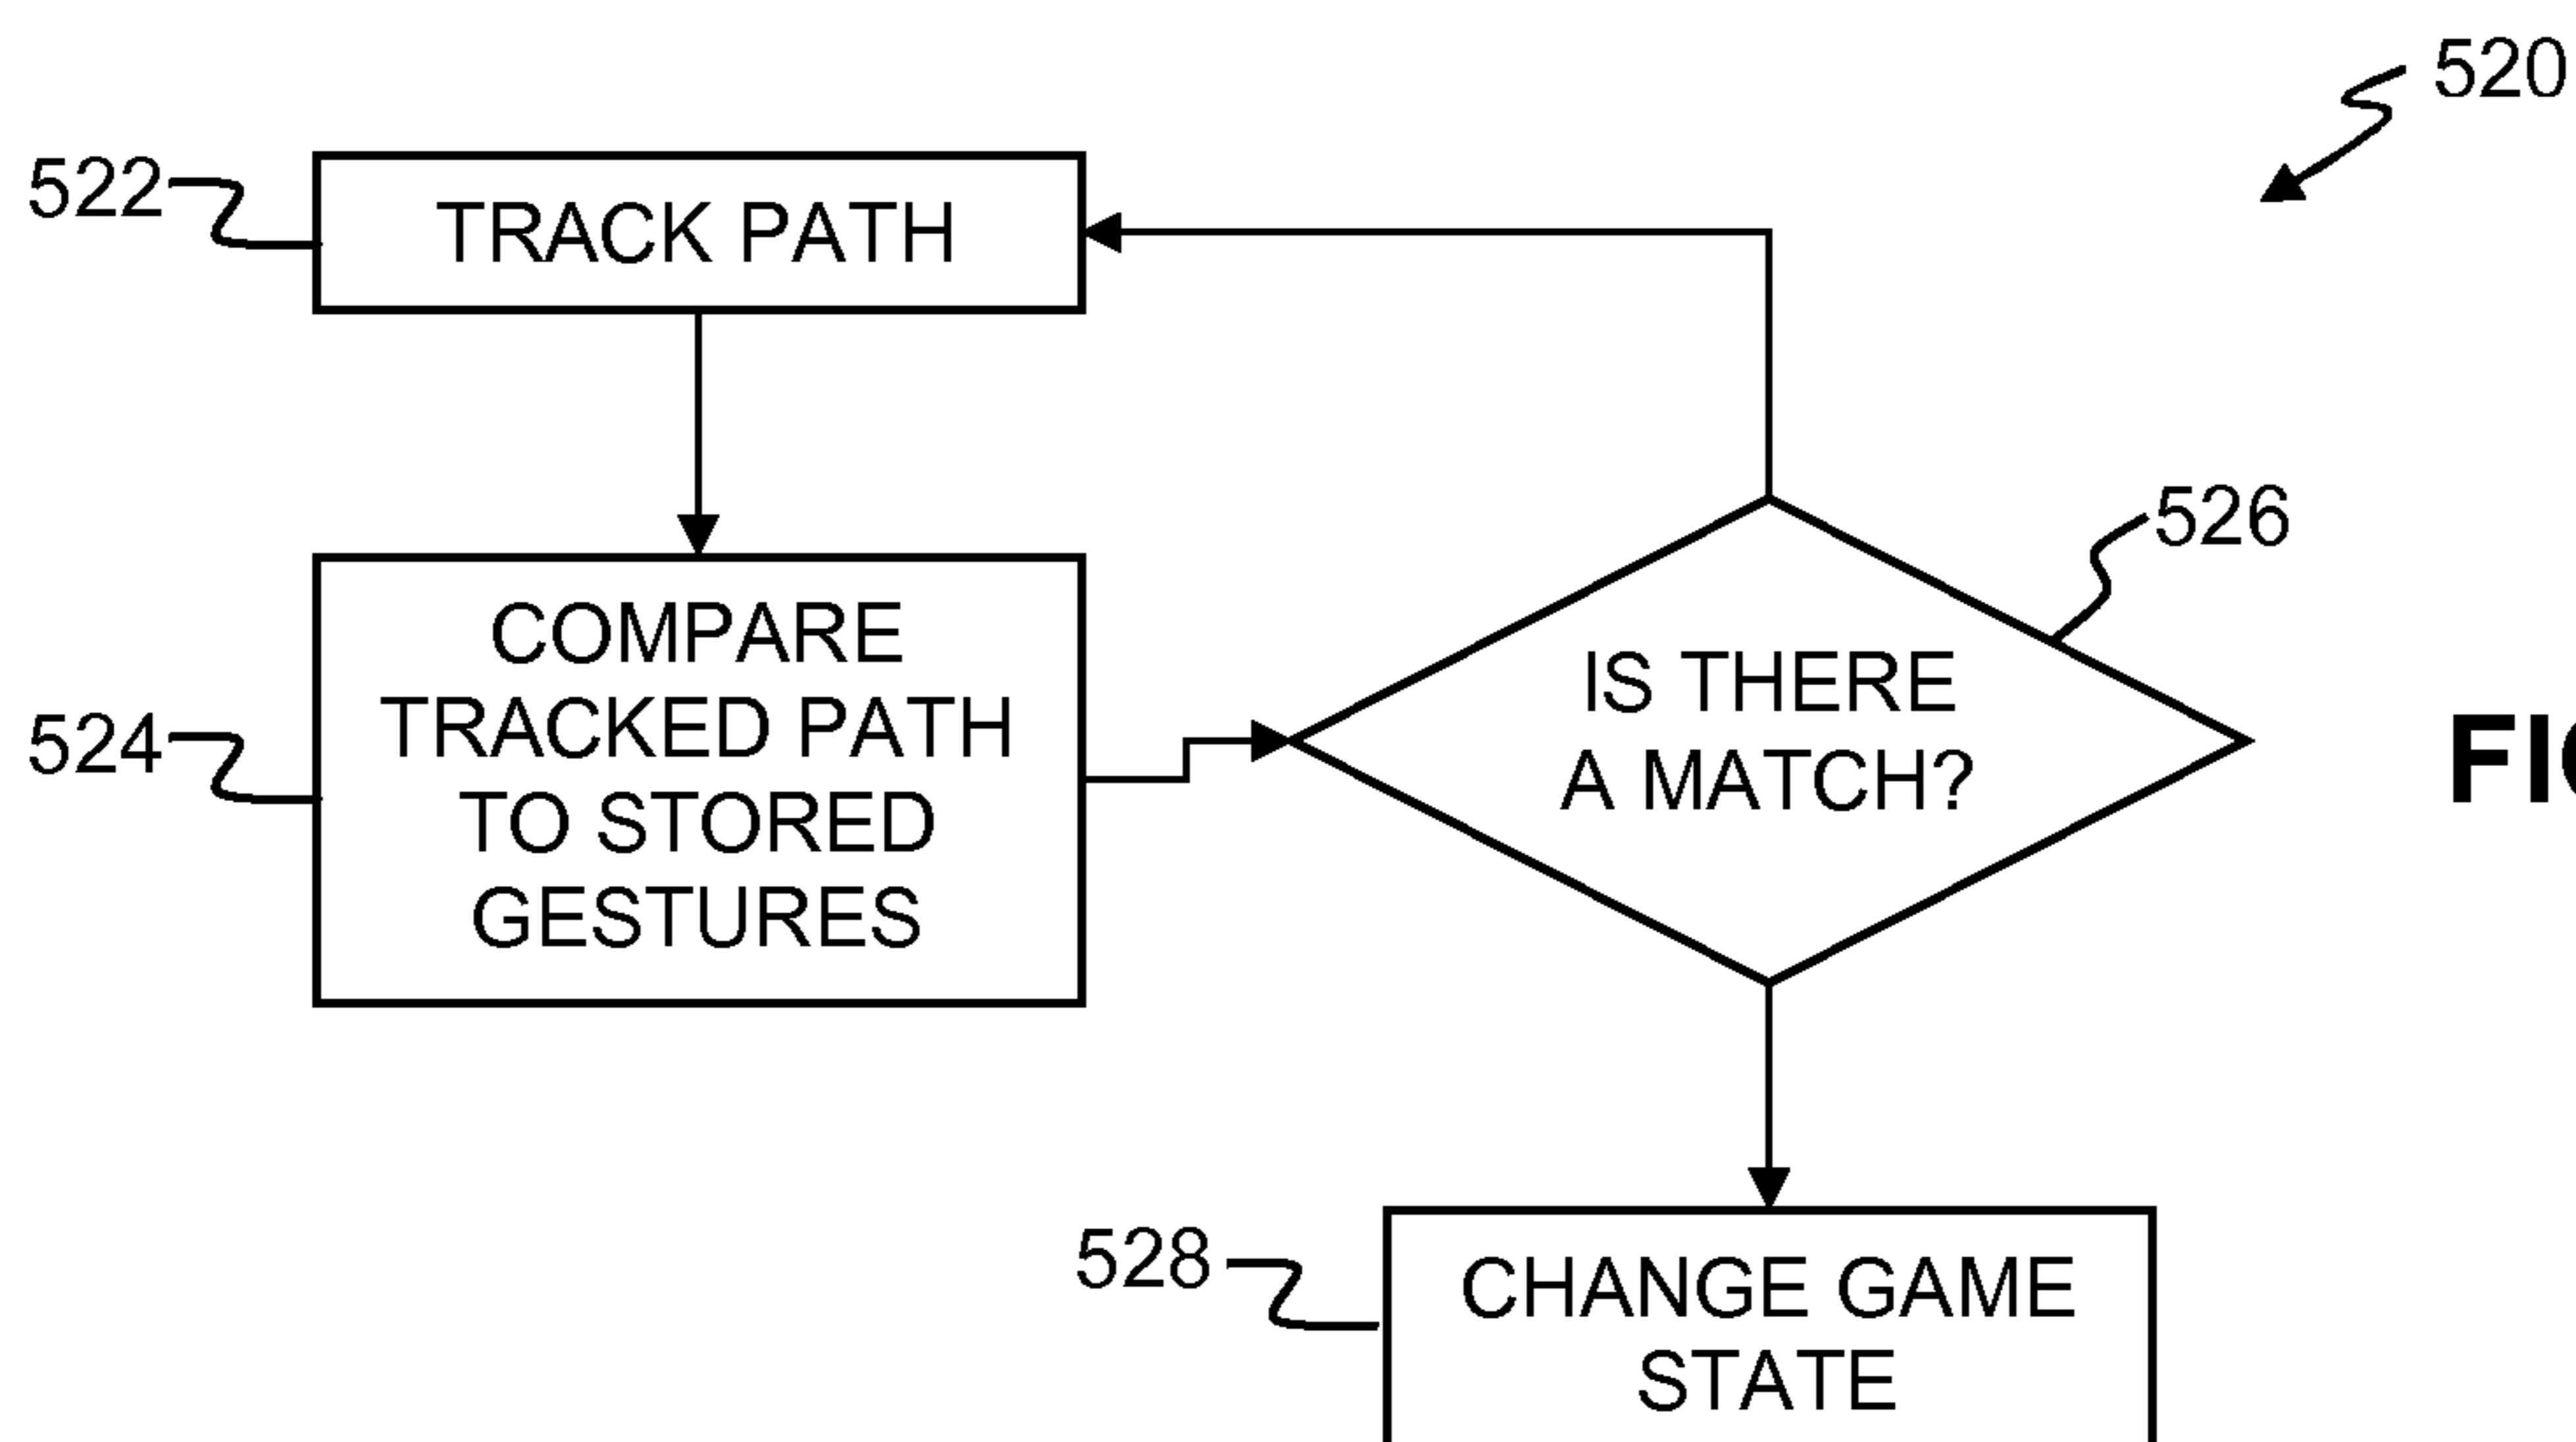 520
522
TRACK PATH
526
COMPARE
TRACKED PATH
TO STORED
GESTURES
524
IS THERE
A MATCH?
528
CHANGE GAME
STATE